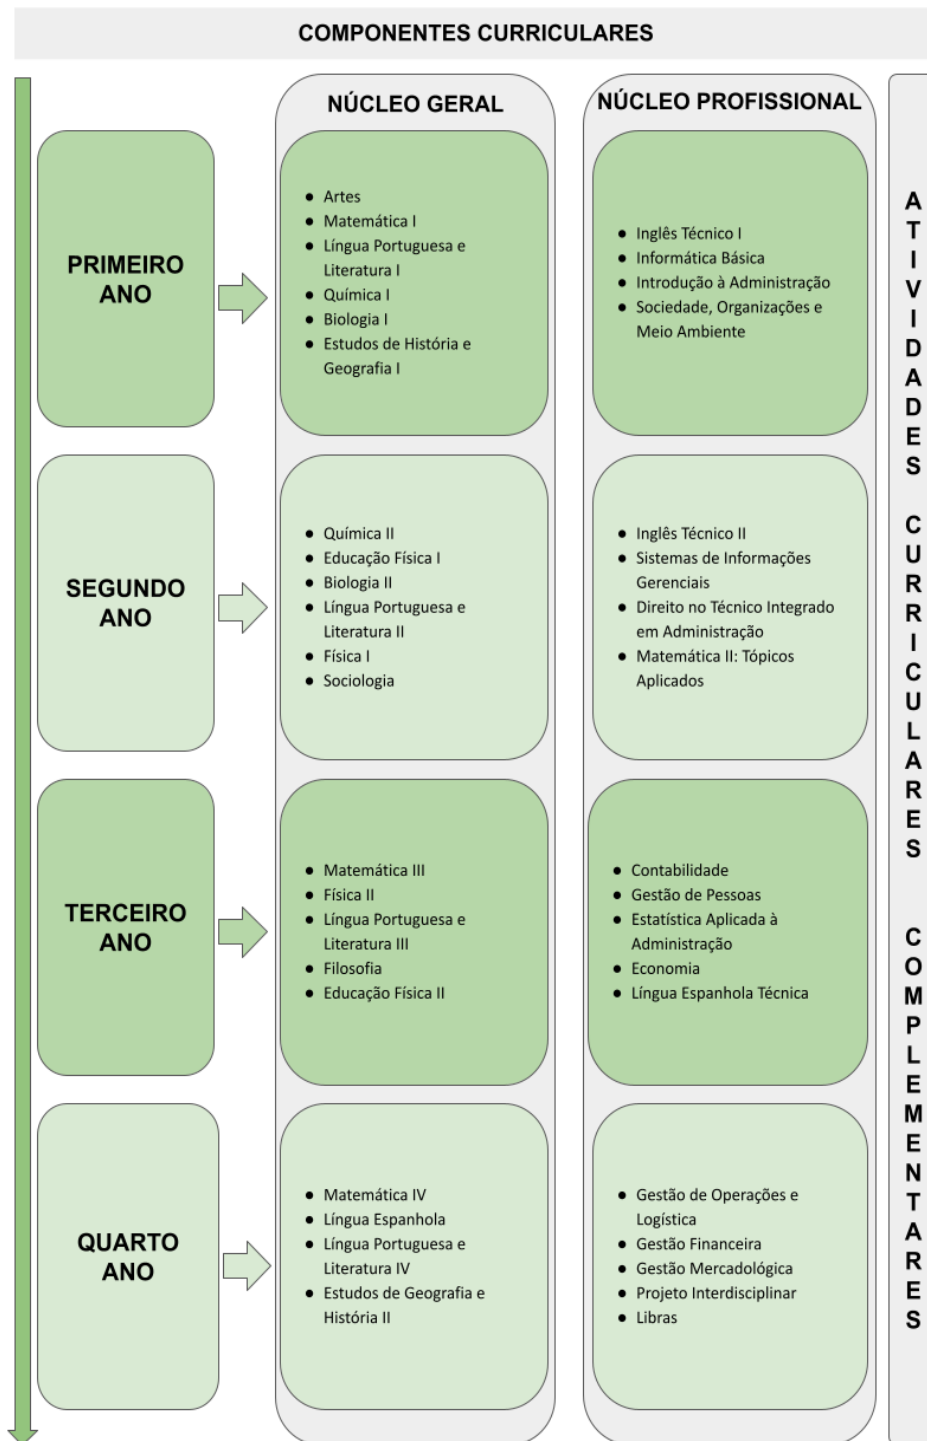 COMPONENTES CURRICULARES
NÚCLEO GERAL
NÚCLEO PROFISSIONAL
PRIMEIRO
ANO
● Artes
● Matemática I
● Língua Portuguesa e
Literatura I
● Química I
● Biologia I
● Estudos de História e
Geografia I
● Inglês Técnico I
● Informática Básica
● Introdução à Administração
● Sociedade, Organizações e
Meio Ambiente
SEGUNDO
ANO
● Química II
● Educação Física I
● Biologia II
● Língua Portuguesa e
Literatura II
● Física I
● Sociologia
● Inglês Técnico II
● Sistemas de Informações
Gerenciais
● Direito no Técnico Integrado
em Administração
● Matemática II: Tópicos
Aplicados
TERCEIRO
ANO
● Matemática III
● Física II
● Língua Portuguesa e
Literatura III
● Filosofia
● Educação Física II
● Contabilidade
● Gestão de Pessoas
● Estatística Aplicada à
Administração
● Economia
● Língua Espanhola Técnica
QUARTO
ANO
● Matemática IV
● Língua Espanhola
● Língua Portuguesa e
Literatura IV
● Estudos de Geografia e
História II
● Gestão de Operações e
Logística
● Gestão Financeira
● Gestão Mercadológica
● Projeto Interdisciplinar
● Libras
ATIVIDADES CURRICULARES COMPLEMENTARES